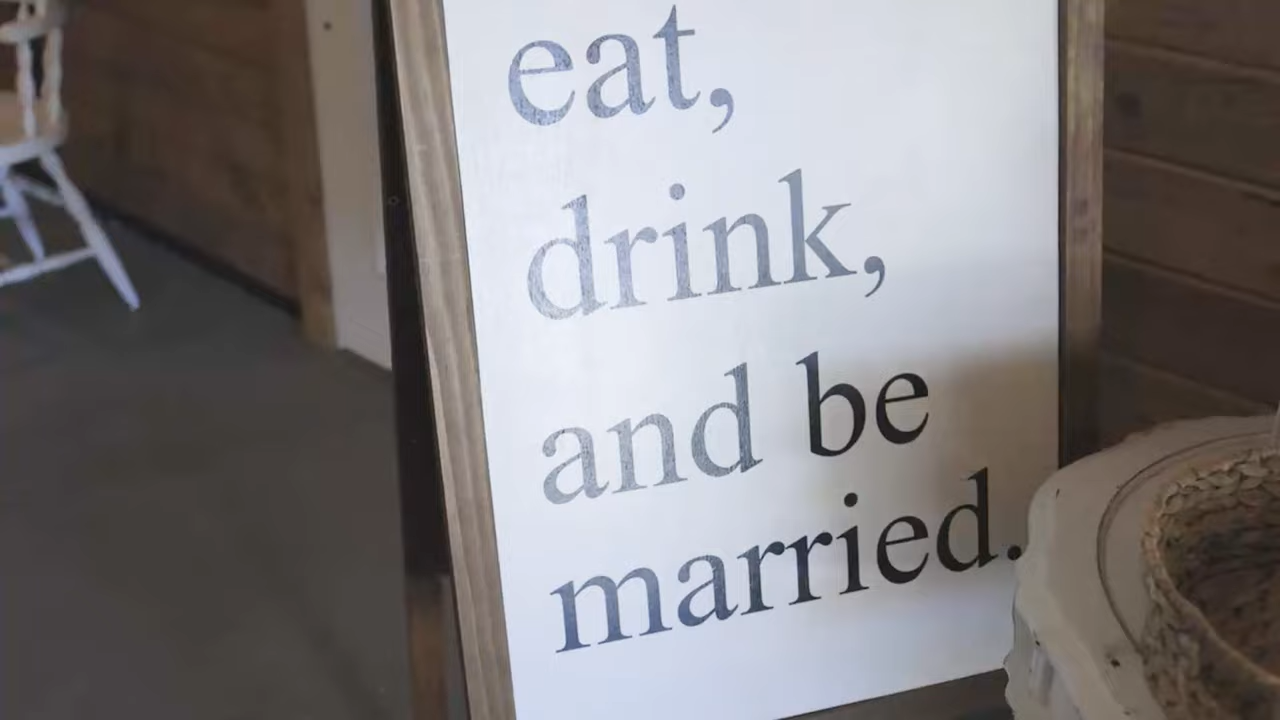 eat,
drink,
and be
married.